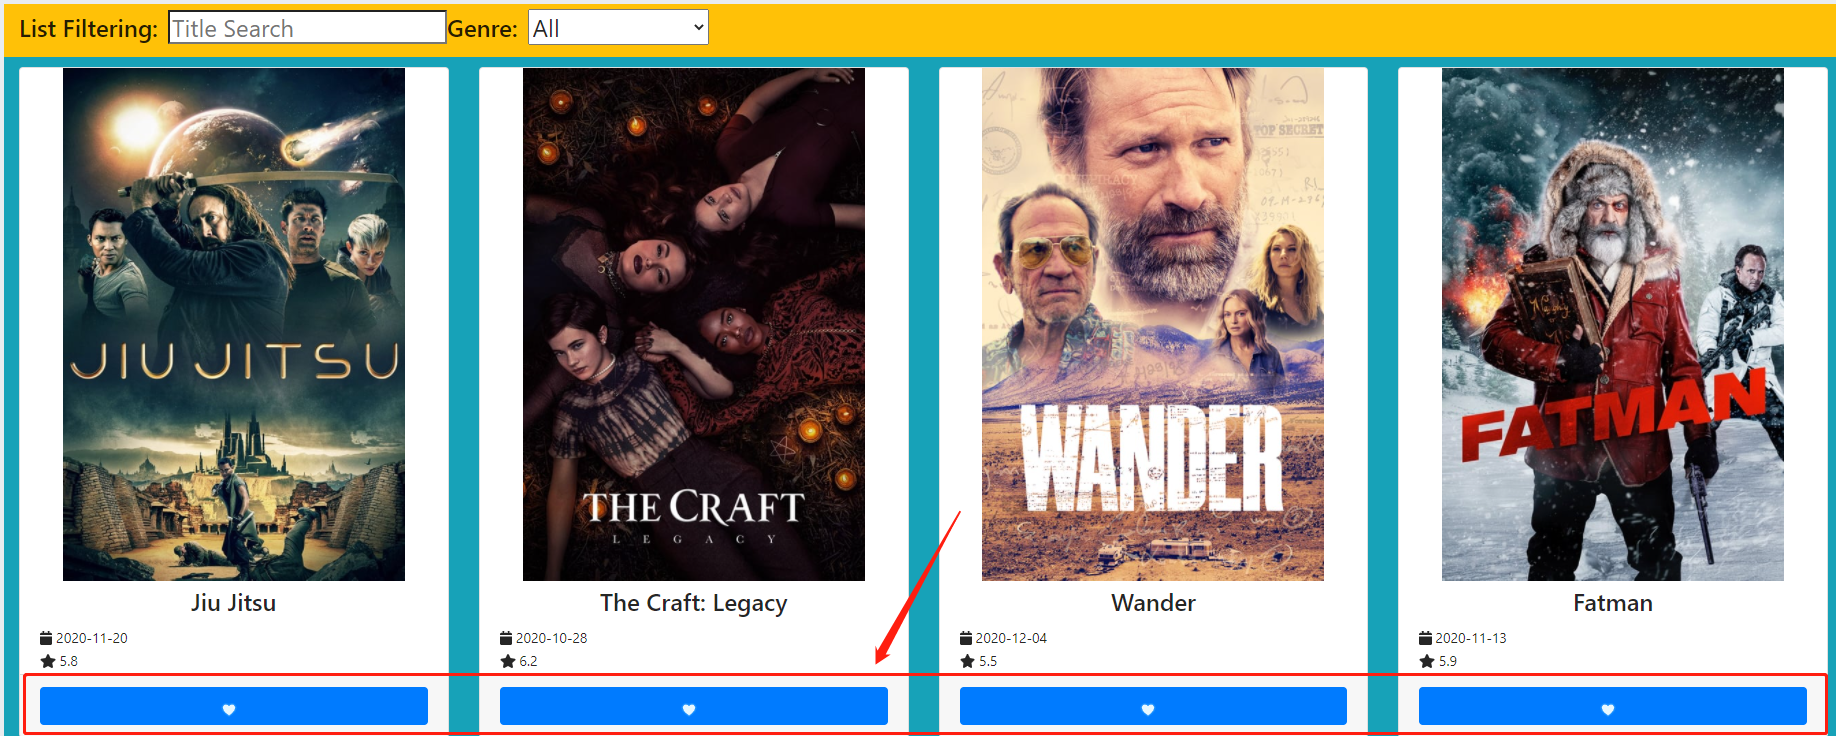 List Filtering: Title Search Genre: All
JIU JITSU
THE CRAFT
LEGACY
TOP SECRET
WANDER
FATMAN
Jiu Jitsu
The Craft: Legacy
Wander
Fatman
2020-11-20
2020-10-28
2020-12-04
2020-11-13
5.8
6.2
5.5
5.9